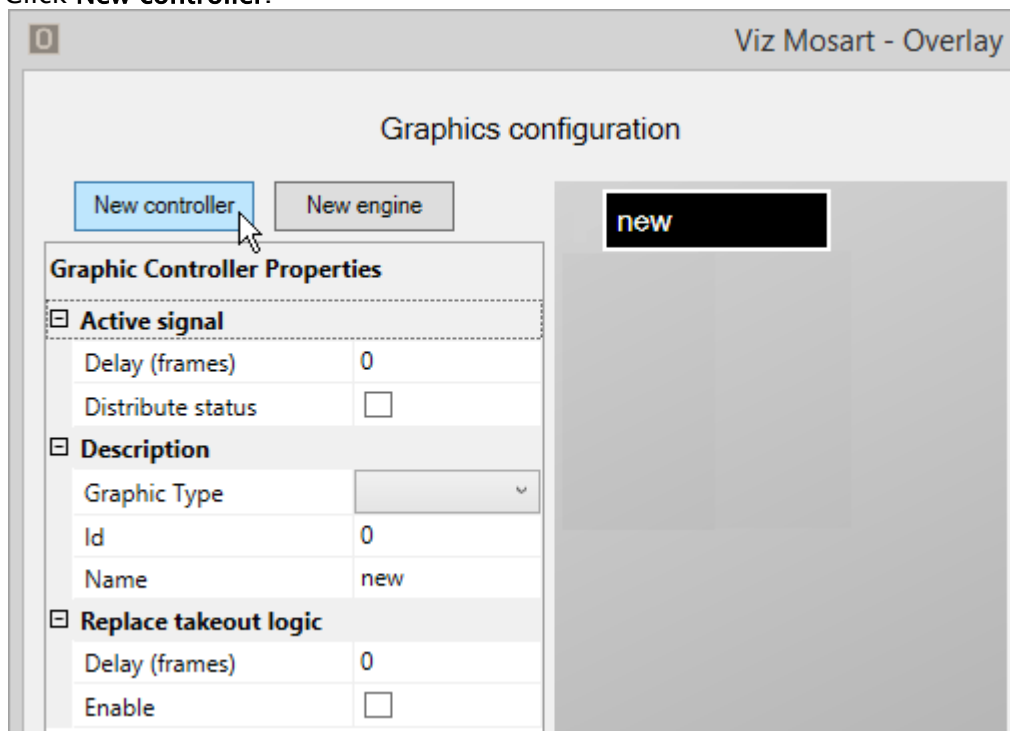 Click New controller.
0
Viz Mosart - Overlay
Graphics configuration
New controller
New engine
new
Graphic Controller Properties
Active signal
Delay (frames) 0
Distribute status
Description
Graphic Type
Id 0
Name new
Replace takeout logic
Delay (frames) 0
Enable